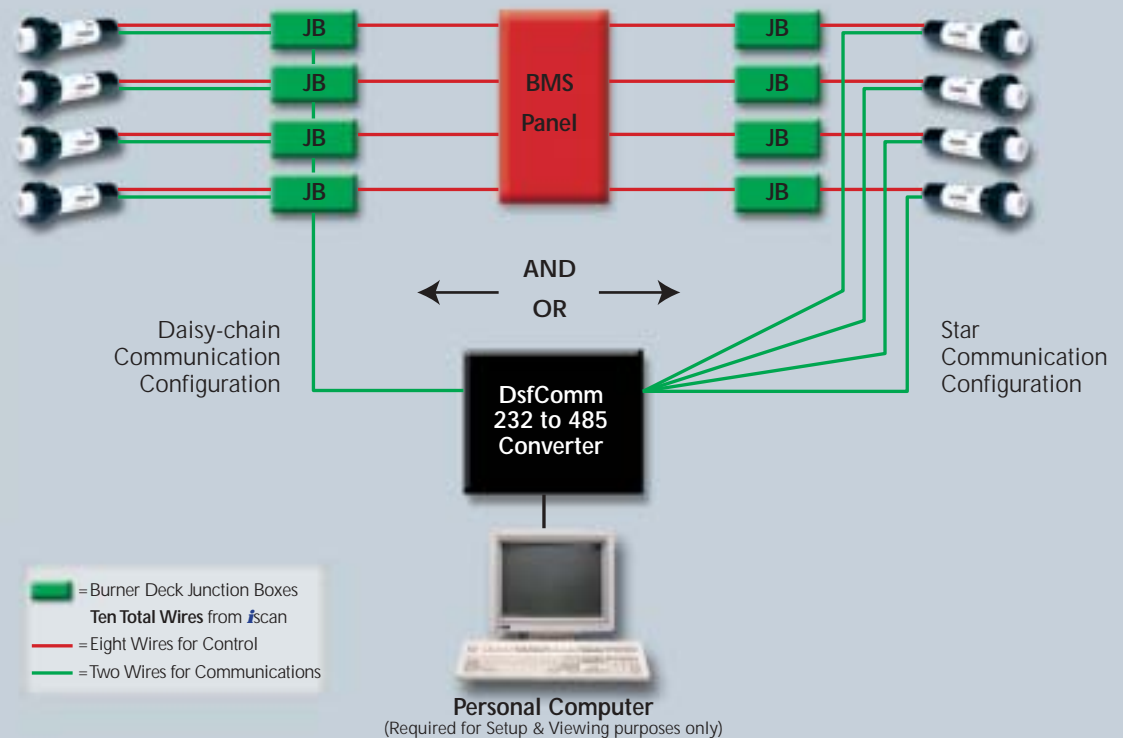 JB
JB
JB
JB
BMS
Panel
JB
JB
JB
JB
AND
OR
Daisy-chain
Communication
Configuration
Star
Communication
Configuration
DsfComm
232 to 485
Converter
= Burner Deck Junction Boxes
Ten Total Wires from iscan
= Eight Wires for Control
= Two Wires for Communications
Personal Computer
(Required for Setup & Viewing purposes only)